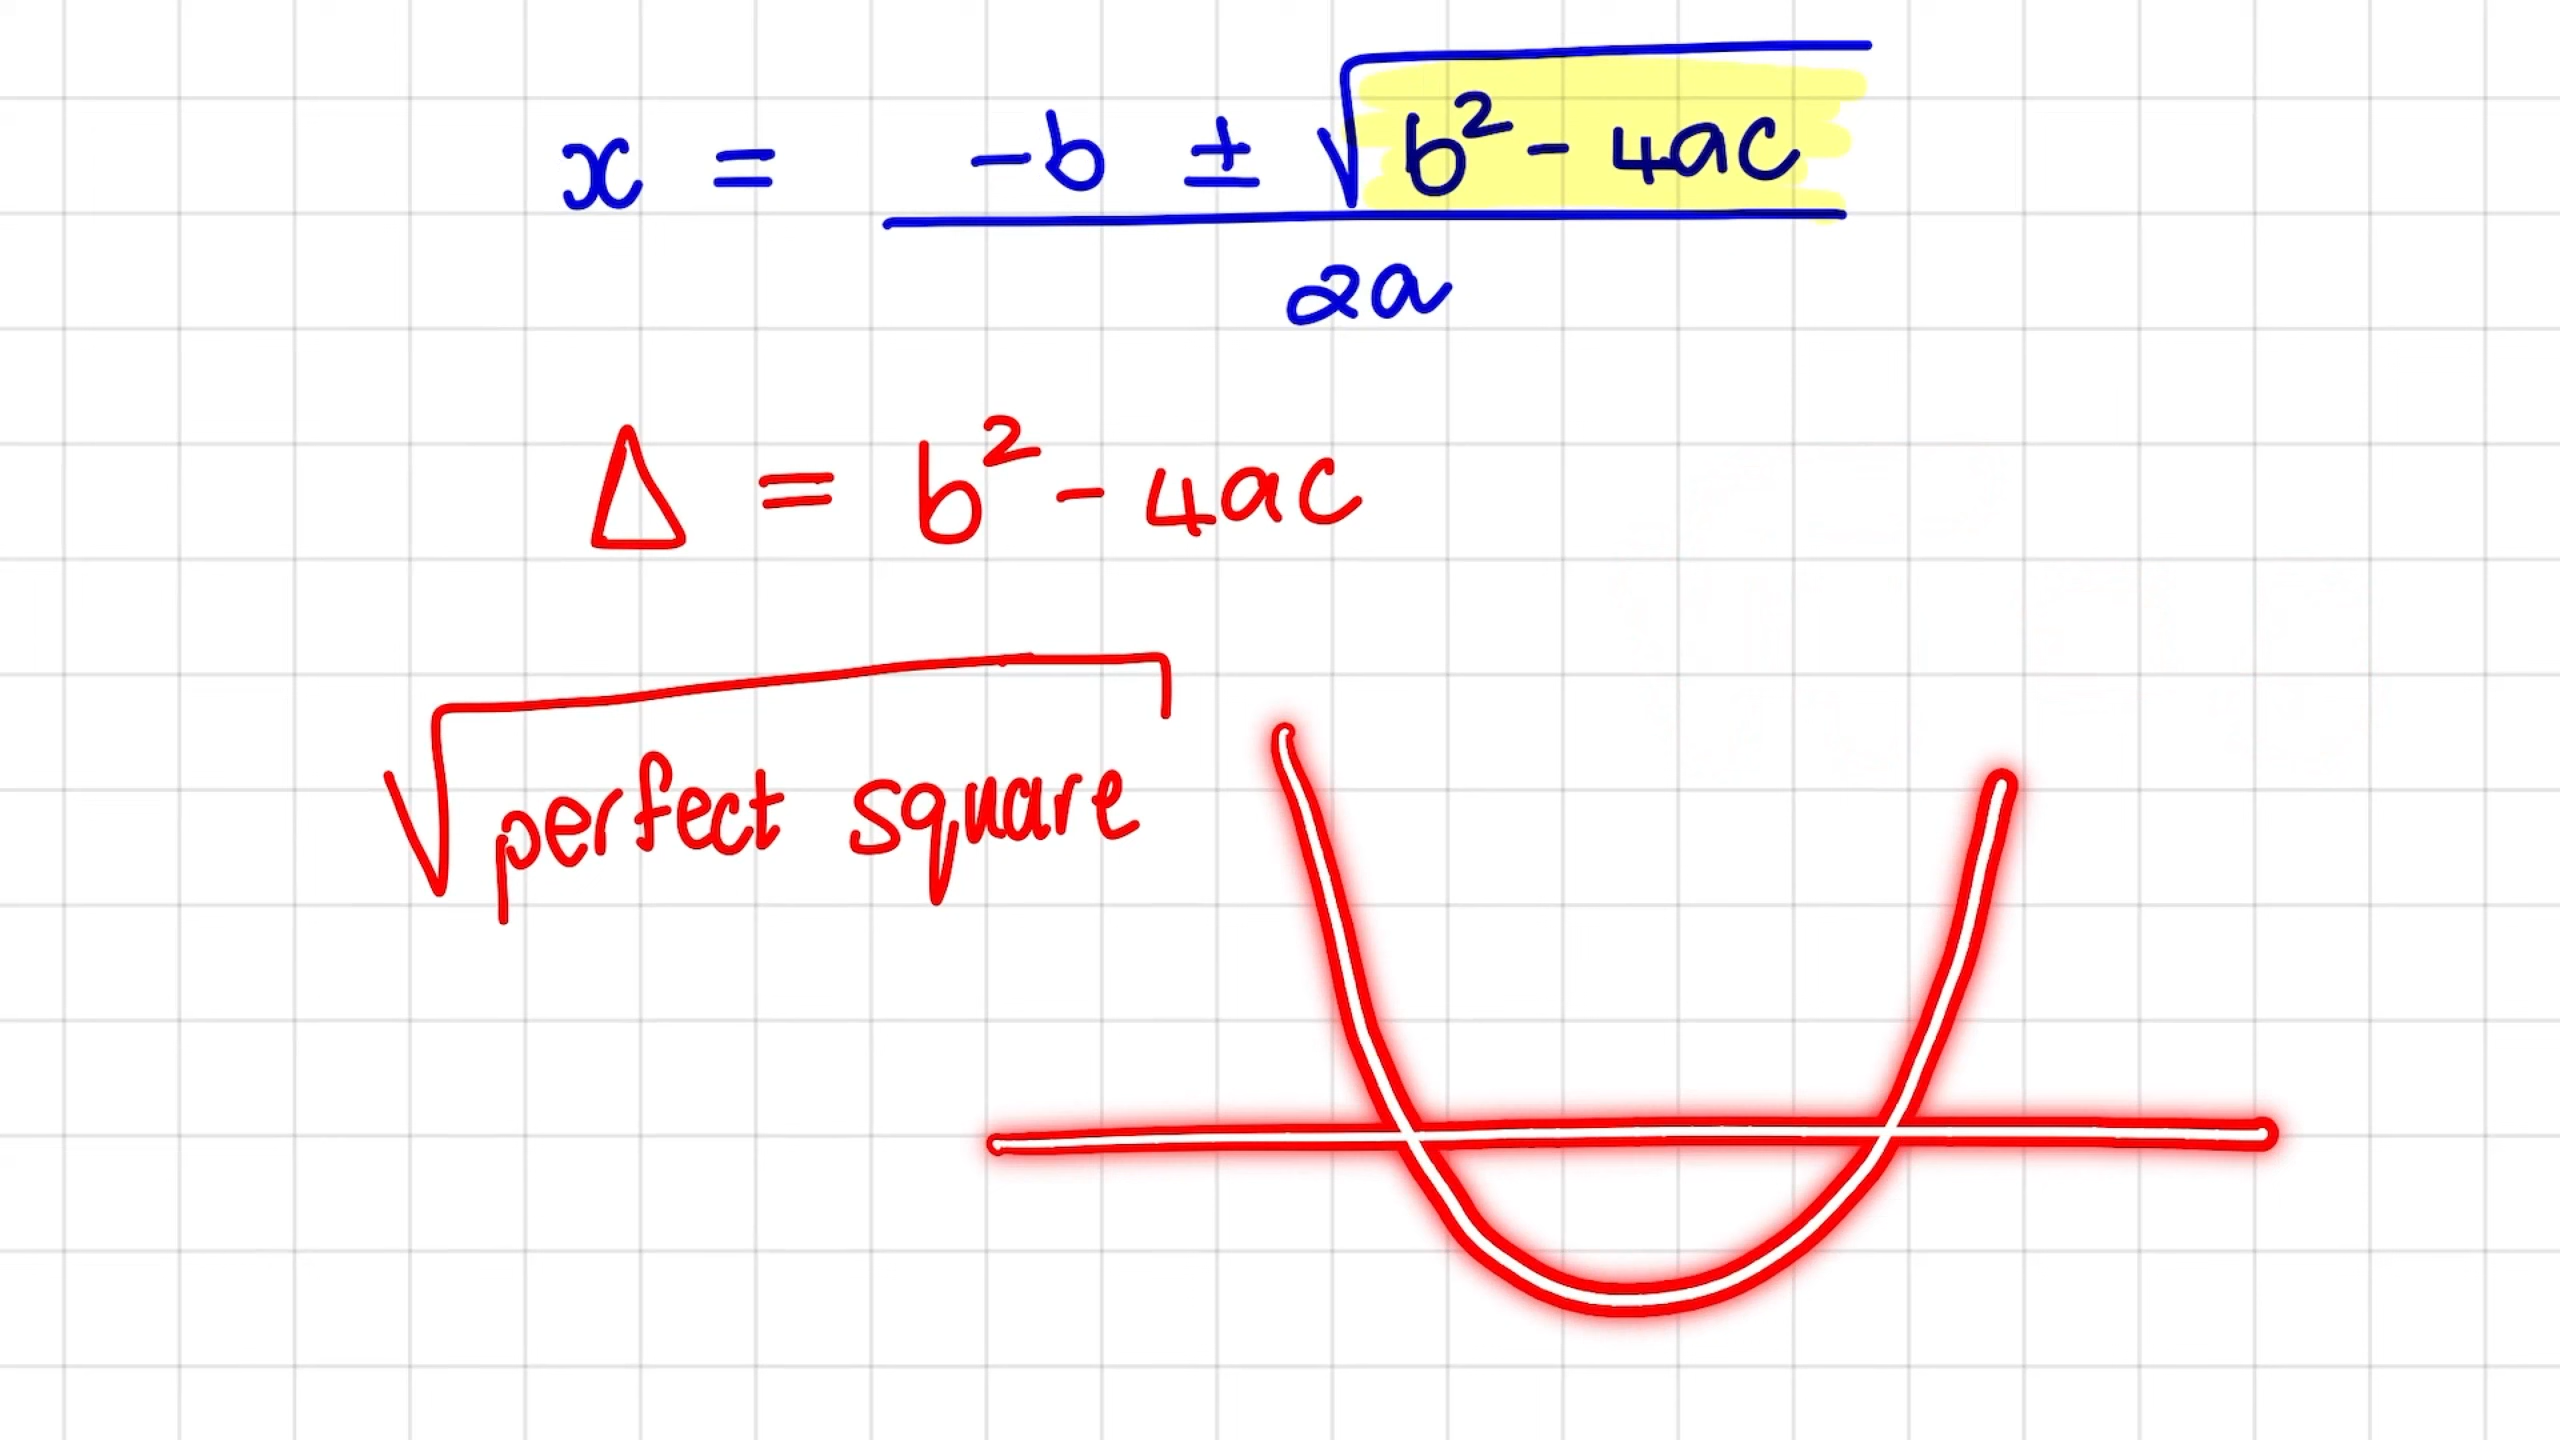 x = -b ± √b² - 4ac
2a
Δ = b² - 4ac
√perfect square